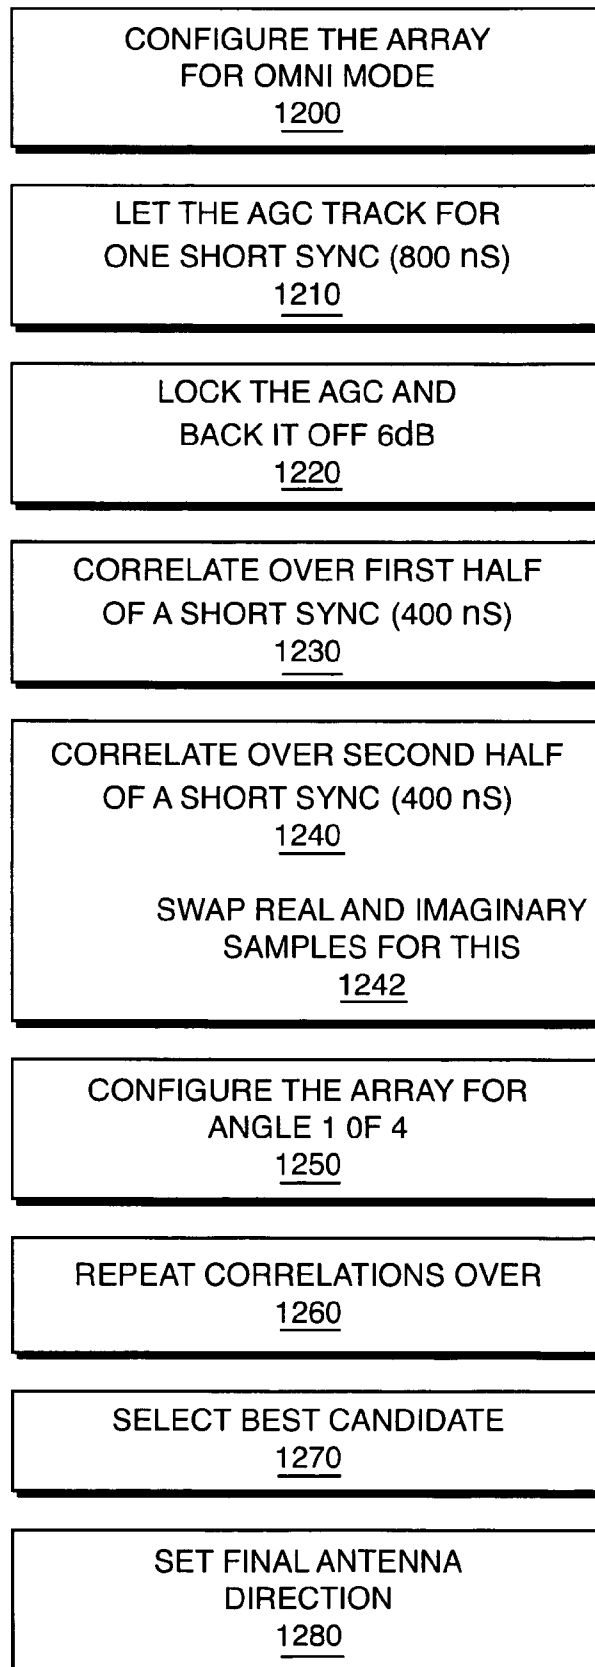 CONFIGURE THE ARRAY
FOR OMNI MODE
1200
LET THE AGC TRACK FOR
ONE SHORT SYNC (800 nS)
1210
LOCK THE AGC AND
BACK IT OFF 6dB
1220
CORRELATE OVER FIRST HALF
OF A SHORT SYNC (400 nS)
1230
CORRELATE OVER SECOND HALF
OF A SHORT SYNC (400 nS)
1240
SWAP REAL AND IMAGINARY
SAMPLES FOR THIS
1242
CONFIGURE THE ARRAY FOR
ANGLE 1 0F 4
1250
REPEAT CORRELATIONS OVER
1260
SELECT BEST CANDIDATE
1270
SET FINAL ANTENNA
DIRECTION
1280